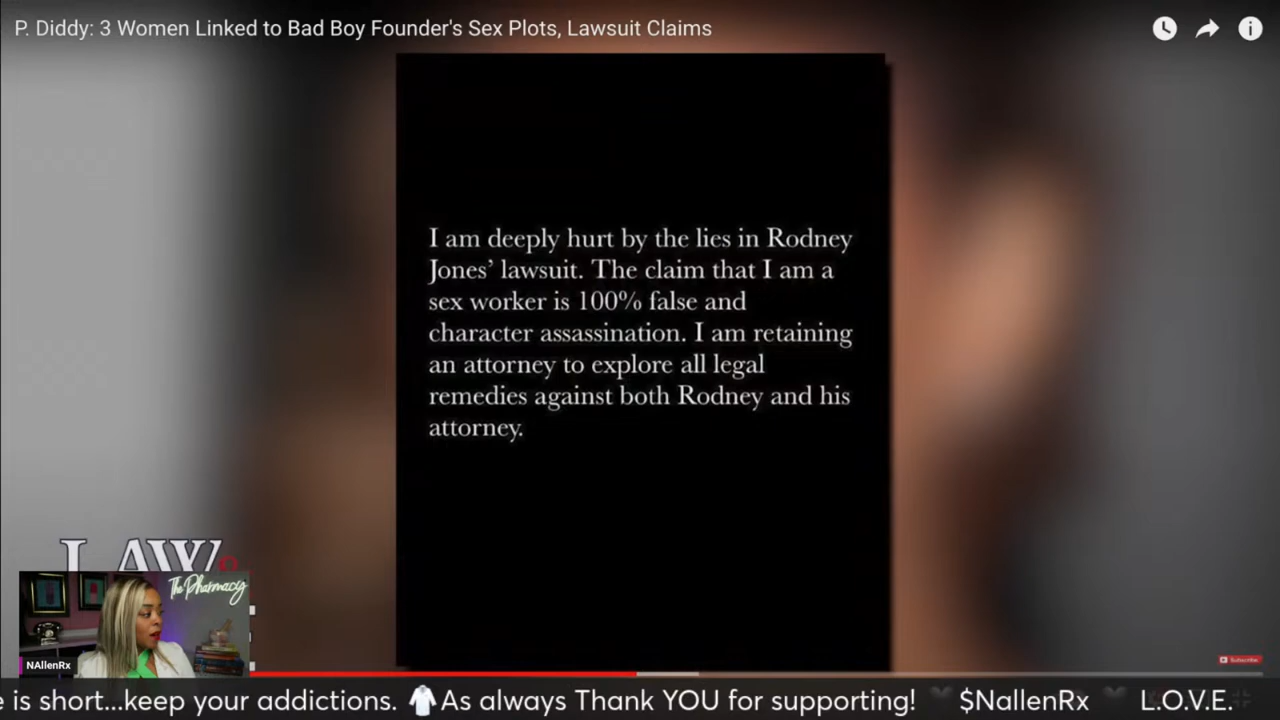 P. Diddy: 3 Women Linked to Bad Boy Founder's Sex Plots, Lawsuit Claims
I am deeply hurt by the lies in Rodney
Jones' lawsuit. The claim that I am a
sex worker is 100% false and
character assassination. I am retaining
an attorney to explore all legal
remedies against both Rodney and his
attorney.
LAW
The Pharmacy
NAllenRx
Subscribe
e is short...keep your addictions. 🥼As always Thank YOU for supporting! 🖤 $NallenRx 🖤 L.O.V.E.